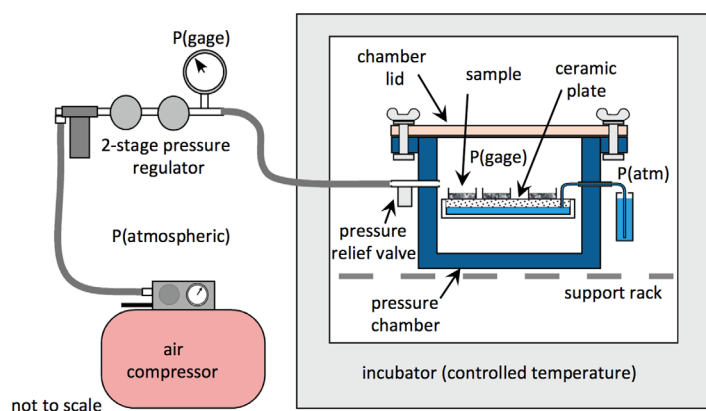 P(gage)
2-stage pressure
regulator
P(atmospheric)
air
compressor
not to scale
chamber
lid
sample
ceramic
plate
P(gage)
P(atm)
pressure
relief valve
pressure
chamber
support rack
incubator (controlled temperature)